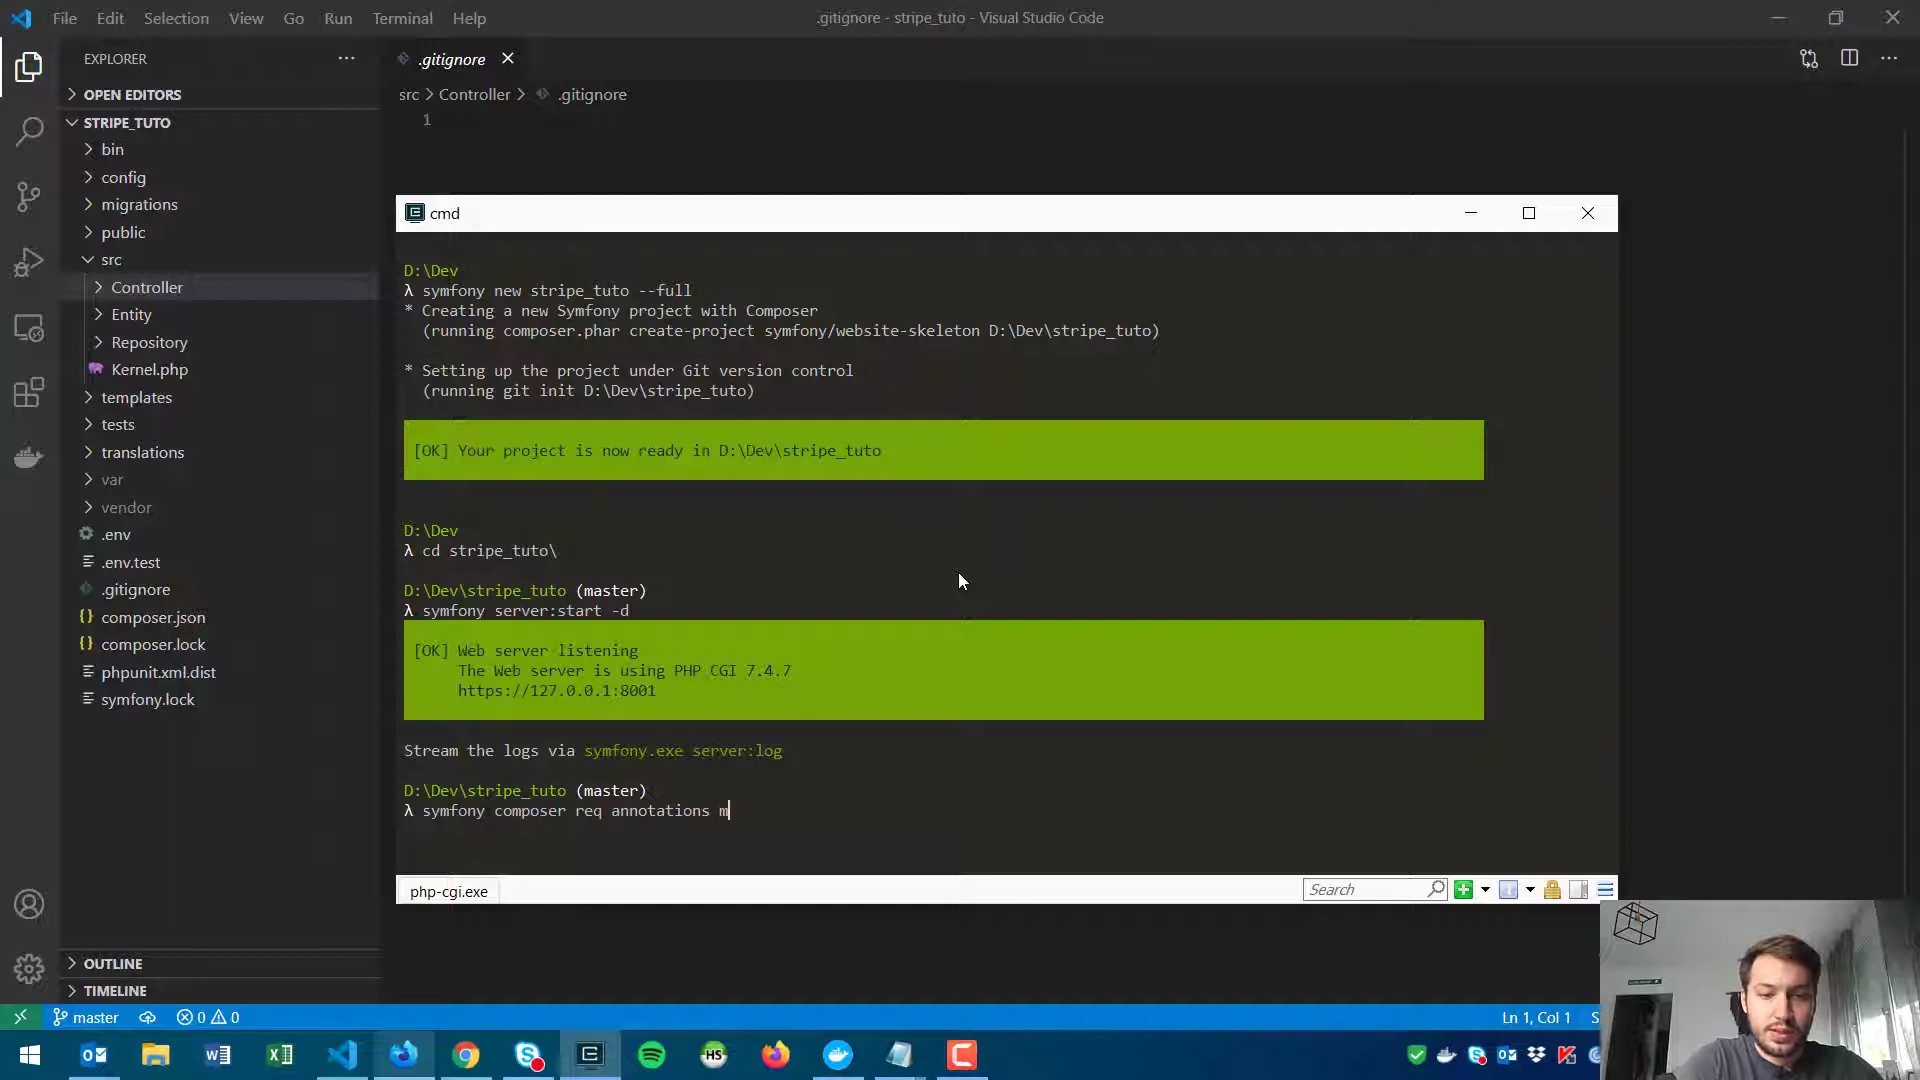 File Edit Selection View Go Run Terminal Help
.gitignore - stripe_tuto - Visual Studio Code
EXPLORER
.gitignore
OPEN EDITORS
src > Controller > .gitignore
STRIPE_TUTO
1
bin
config
migrations
public
src
Controller
Entity
Repository
Kernel.php
templates
tests
translations
var
vendor
.env
.env.test
.gitignore
composer.json
composer.lock
phpunit.xml.dist
symfony.lock
OUTLINE
TIMELINE
cmd
D:\Dev
λ symfony new stripe_tuto --full
* Creating a new Symfony project with Composer
(running composer.phar create-project symfony/website-skeleton D:\Dev\stripe_tuto)
* Setting up the project under Git version control
(running git init D:\Dev\stripe_tuto)
[OK] Your project is now ready in D:\Dev\stripe_tuto
D:\Dev
λ cd stripe_tuto\
D:\Dev\stripe_tuto (master)
λ symfony server:start -d
[OK] Web server listening
The Web server is using PHP CGI 7.4.7
https://127.0.0.1:8001
Stream the logs via symfony.exe server:log
D:\Dev\stripe_tuto (master)
λ symfony composer req annotations m
php-cgi.exe
Search
master
0 0
Ln 1, Col 1
HS